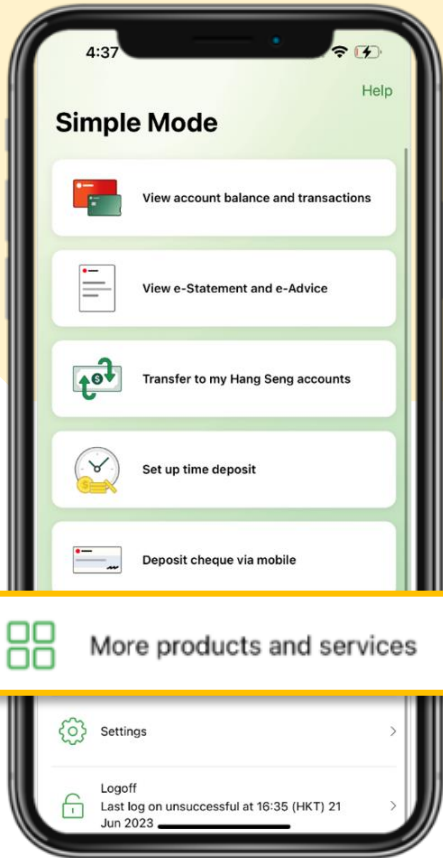 4:37
Help
Simple Mode
View account balance and transactions
View e-Statement and e-Advice
Transfer to my Hang Seng accounts
Set up time deposit
Deposit cheque via mobile
More products and services
Settings
Logoff
Last log on unsuccessful at 16:35 (HKT) 21
Jun 2023